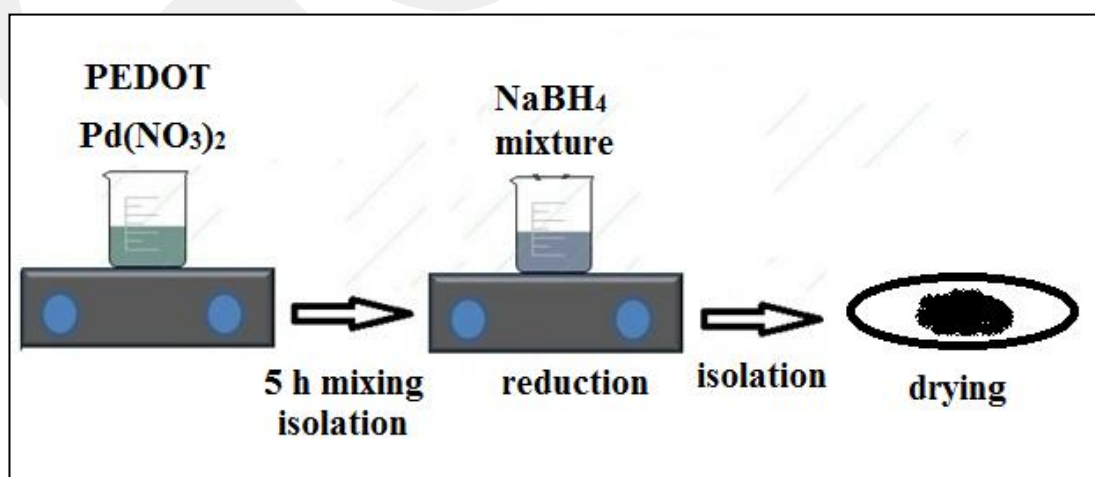 PEDOT
Pd(NO₃)₂
NaBH₄
mixture
5 h mixing
isolation
reduction
isolation
drying